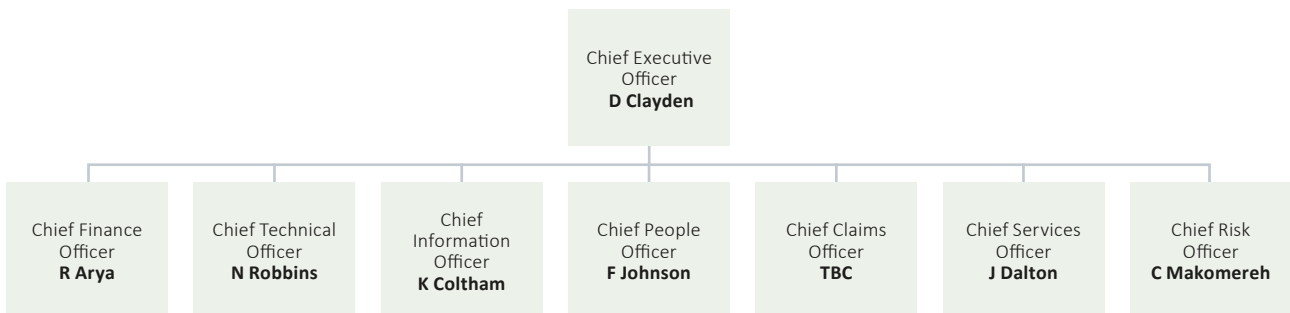 Chief Executive
Officer
D Clayden
Chief Finance
Officer
R Arya
Chief Technical
Officer
N Robbins
Chief
Information
Officer
K Coltham
Chief People
Officer
F Johnson
Chief Claims
Officer
TBC
Chief Services
Officer
J Dalton
Chief Risk
Officer
C Makomereh